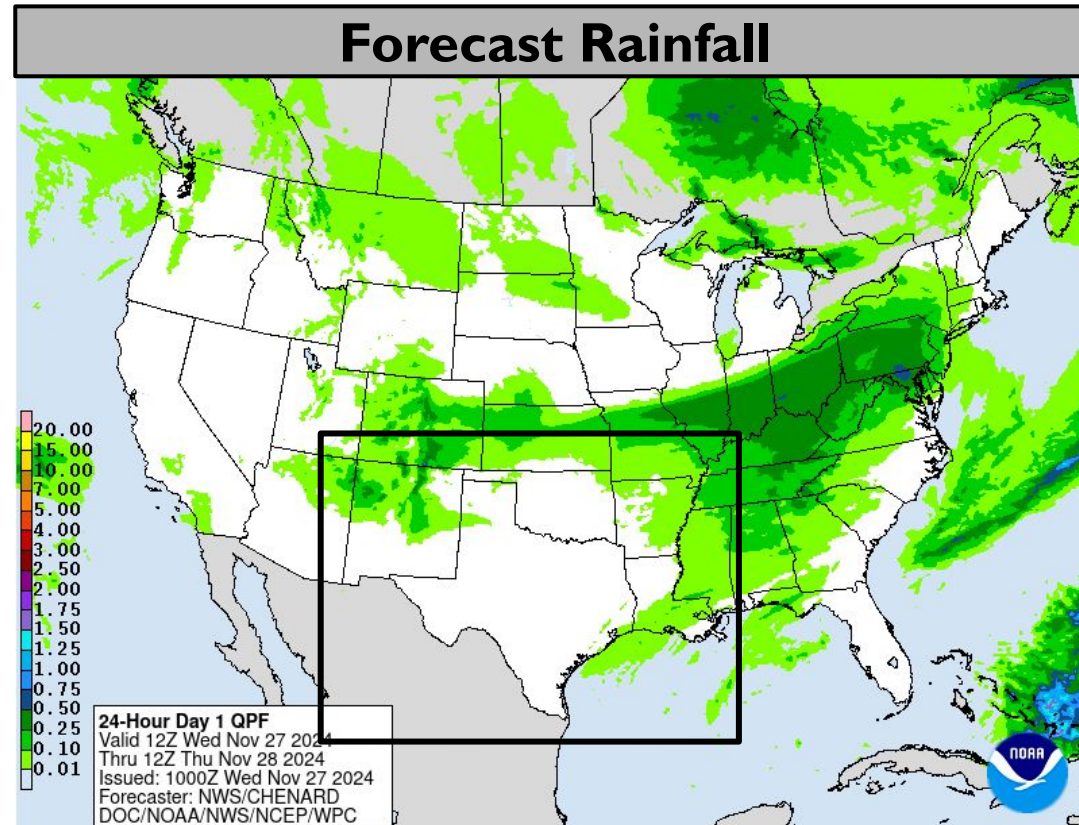 Forecast Rainfall
20.00
15.00
10.00
7.00
5.00
4.00
3.00
2.50
2.00
1.75
1.50
1.25
1.00
0.75
0.50
0.25
0.10
0.01
24-Hour Day 1 QPF
Valid 12Z Wed Nov 27 2024
Thru 12Z Thu Nov 28 2024
Issued: 1000Z Wed Nov 27 2024
Forecaster: NWS/CHENARD
DOC/NOAA/NWS/NCEP/WPC
NOAA